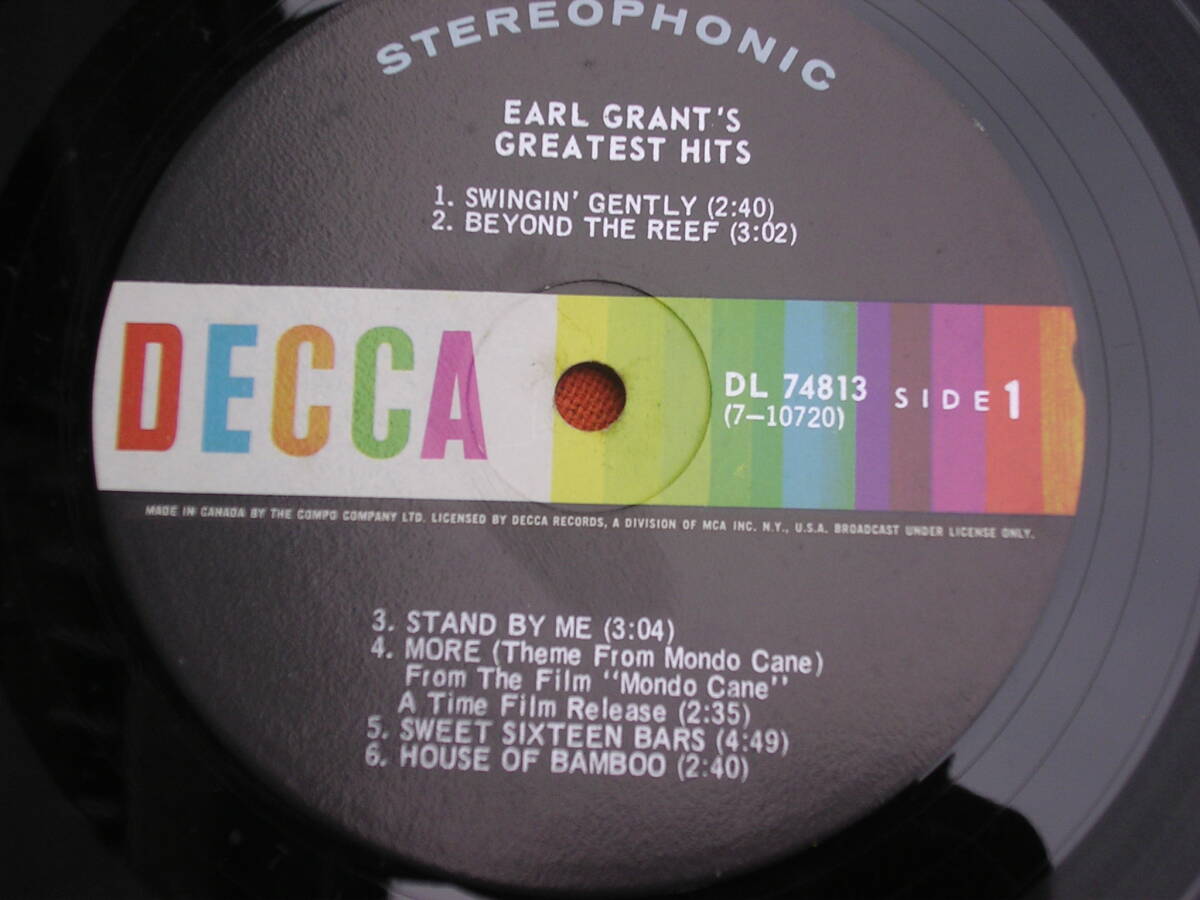 STEREOPHONIC
EARL GRANT'S
GREATEST HITS
1. SWINGIN' GENTLY (2:40)
2. BEYOND THE REEF (3:02)
DECCA
DL 74813 SIDE 1
(7—10720)
MADE IN CANADA BY THE COMPO COMPANY LTD. LICENSED BY DECCA RECORDS, A DIVISION OF MCA INC. N.Y., U.S.A. BROADCAST UNDER LICENSE ONLY.
3. STAND BY ME (3:04)
4. MORE (Theme From Mondo Cane)
From The Film "Mondo Cane"
A Time Film Release (2:35)
5. SWEET SIXTEEN BARS (4:49)
6. HOUSE OF BAMBOO (2:40)